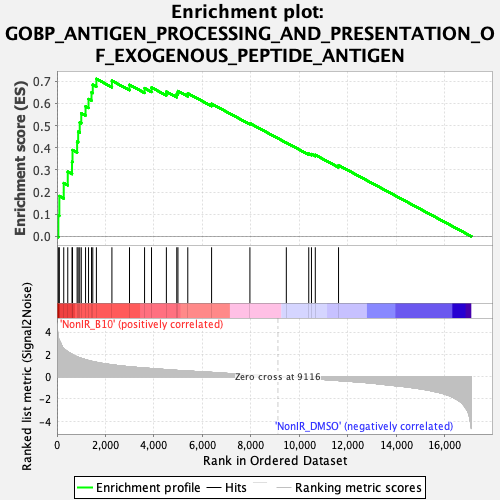 Enrichment plot:
GOBP_ANTIGEN_PROCESSING_AND_PRESENTATION_O
F_EXOGENOUS_PEPTIDE_ANTIGEN
Enrichment score (ES)
0.7
0.6
0.5
0.4
0.3
0.2
0.1
0.0
'NonIR_B10' (positively correlated)
Ranked list metric (Signal2Noise)
4
2
0
-2
-4
Zero cross at 9116
'NonIR_DMSO' (negatively correlated)
0
2,000
4,000
6,000
8,000
10,000
12,000
14,000
16,000
Rank in Ordered Dataset
Enrichment profile
Hits
Ranking metric scores